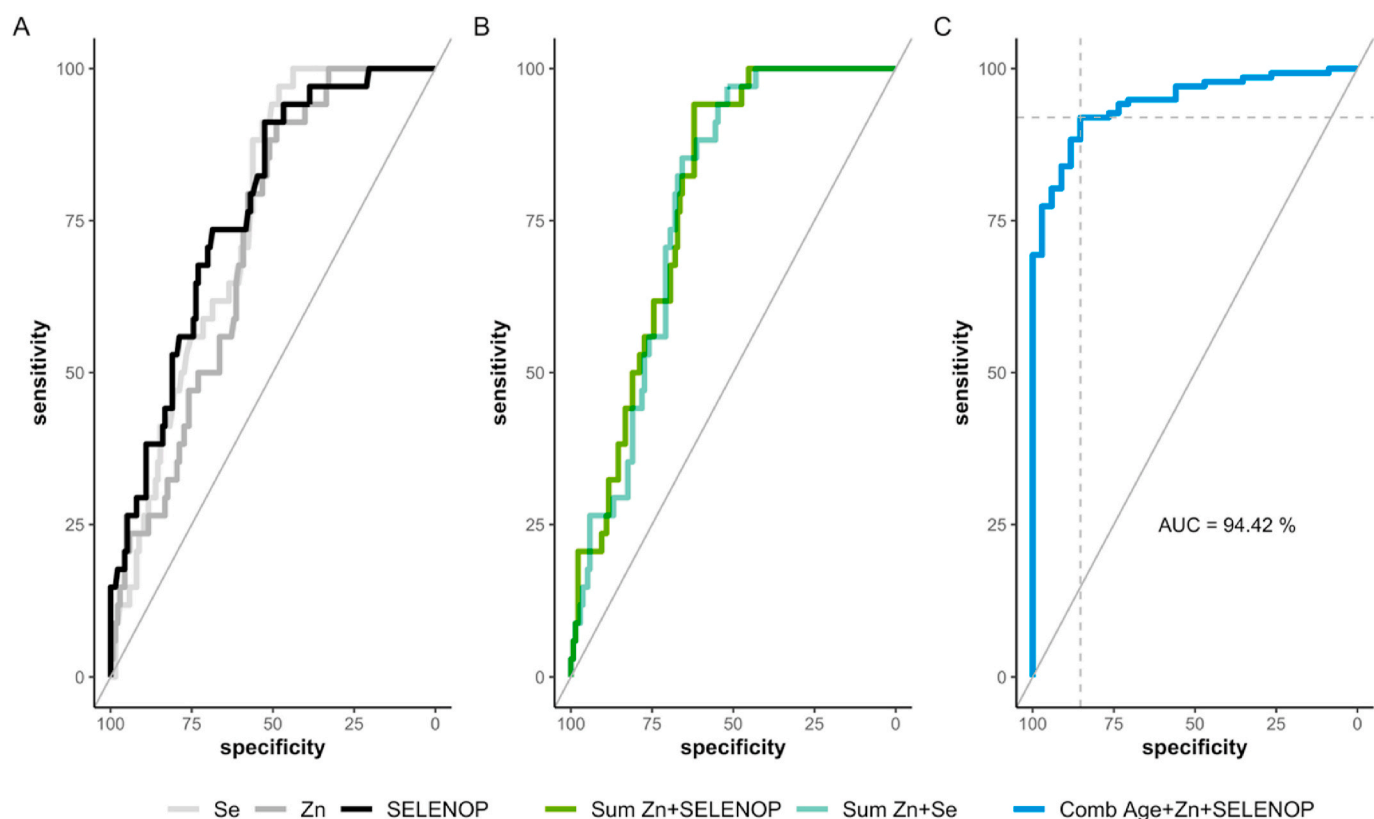 A
B
C
100
75
50
25
0
sensitivity
100
75
50
25
0
specificity
100
75
50
25
0
sensitivity
100
75
50
25
0
specificity
100
75
50
25
0
sensitivity
AUC = 94.42 %
100
75
50
25
0
specificity
Se
Zn
SELENOP
Sum Zn+SELENOP
Sum Zn+Se
Comb Age+Zn+SELENOP